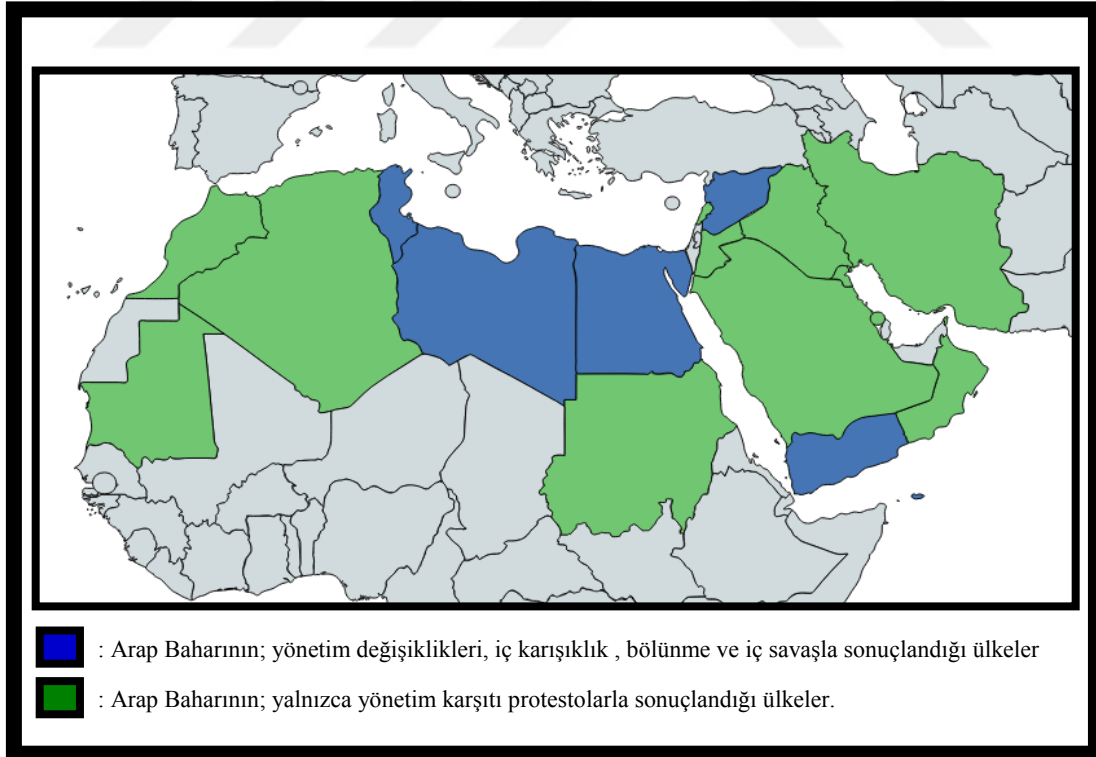 : Arap Baharının; yönetim değişiklikleri, iç karışıklık , bölünme ve iç savaşla sonuçlandığı ülkeler
: Arap Baharının; yalnızca yönetim karşıtı protestolarla sonuçlandığı ülkeler.